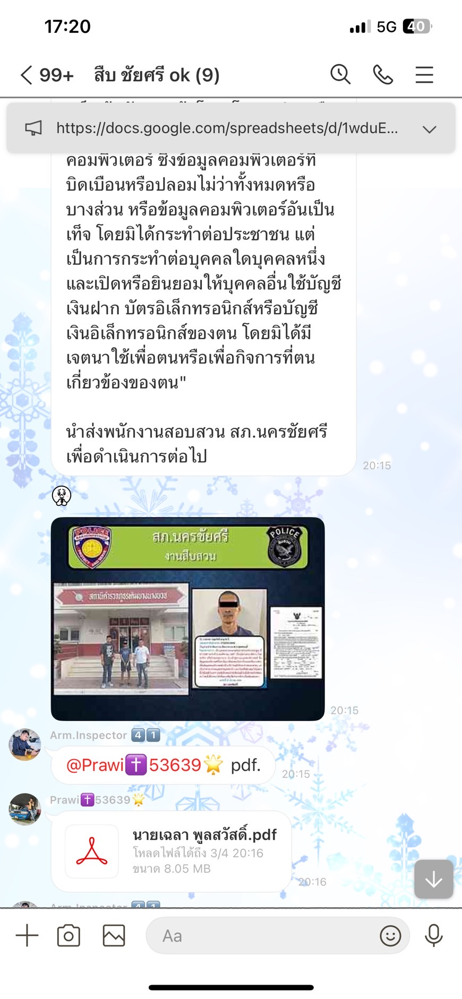 17:20
5G 40
99+ สืบ ชัยศรี ok (9)
https://docs.google.com/spreadsheets/d/1wduE...
คอมพิวเตอร์ ซึ่งข้อมูลคอมพิวเตอร์ที่
บิดเบือนหรือปลอมไม่ว่าทั้งหมดหรือ
บางส่วน หรือข้อมูลคอมพิวเตอร์อันเป็น
เท็จ โดยมิได้กระทำต่อประชาชน แต่
เป็นการกระทำต่อบุคคลใดบุคคลหนึ่ง
และเปิดหรือยินยอมให้บุคคลอื่นใช้บัญชี
เงินฝาก บัตรอิเล็กทรอนิกส์หรือบัญชี
เงินอิเล็กทรอนิกส์ของตน โดยมิได้มี
เจตนาใช้เพื่อตนหรือเพื่อกิจการที่ตน
เกี่ยวข้องของตน"
นำส่งพนักงานสอบสวน สภ.นครชัยศรี
เพื่อดำเนินการต่อไป
20:15
POLICE
สภ.นครชัยศรี
งานสืบสวน
POLICE
สืบสวน
20:15
Arm.Inspector 4 1
@Prawi✝53639🌟 pdf.
20:15
Prawi✝53639🌟
นายเฉลา พูลสวัสดิ์.pdf
โหลดไฟล์ได้ถึง 3/4 20:16
ขนาด 8.05 MB
20:16
Arm.Inspector 4 1
Aa